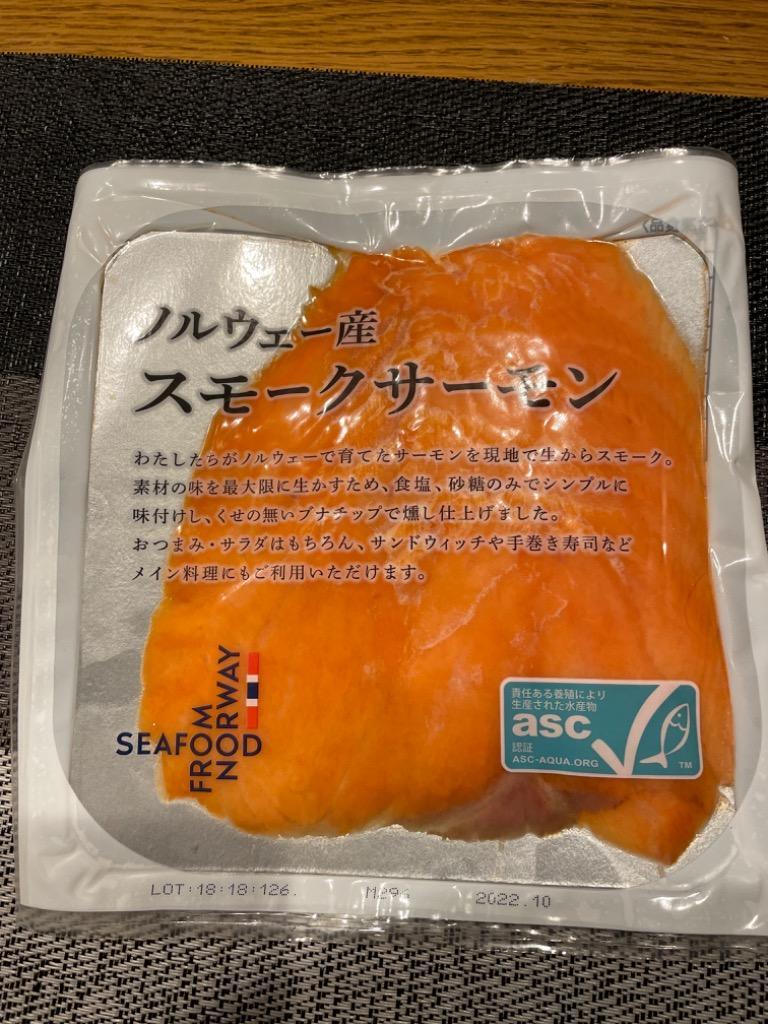 ノルウェー産
スモークサーモン
わたしたちがノルウェーで育てたサーモンを現地で生からスモーク。
素材の味を最大限に生かすため、食塩、砂糖のみでシンプルに
味付けし、くせの無いブナチップで燻し仕上げました。
おつまみ・サラダはもちろん、サンドウィッチや手巻き寿司など
メイン料理にもご利用いただけます。
SEAFOOD
FROM
NORWAY
責任ある養殖により
生産された水産物
asc
認証
ASC-AQUA.ORG
TM
LOT:18:18:126.
2022.10